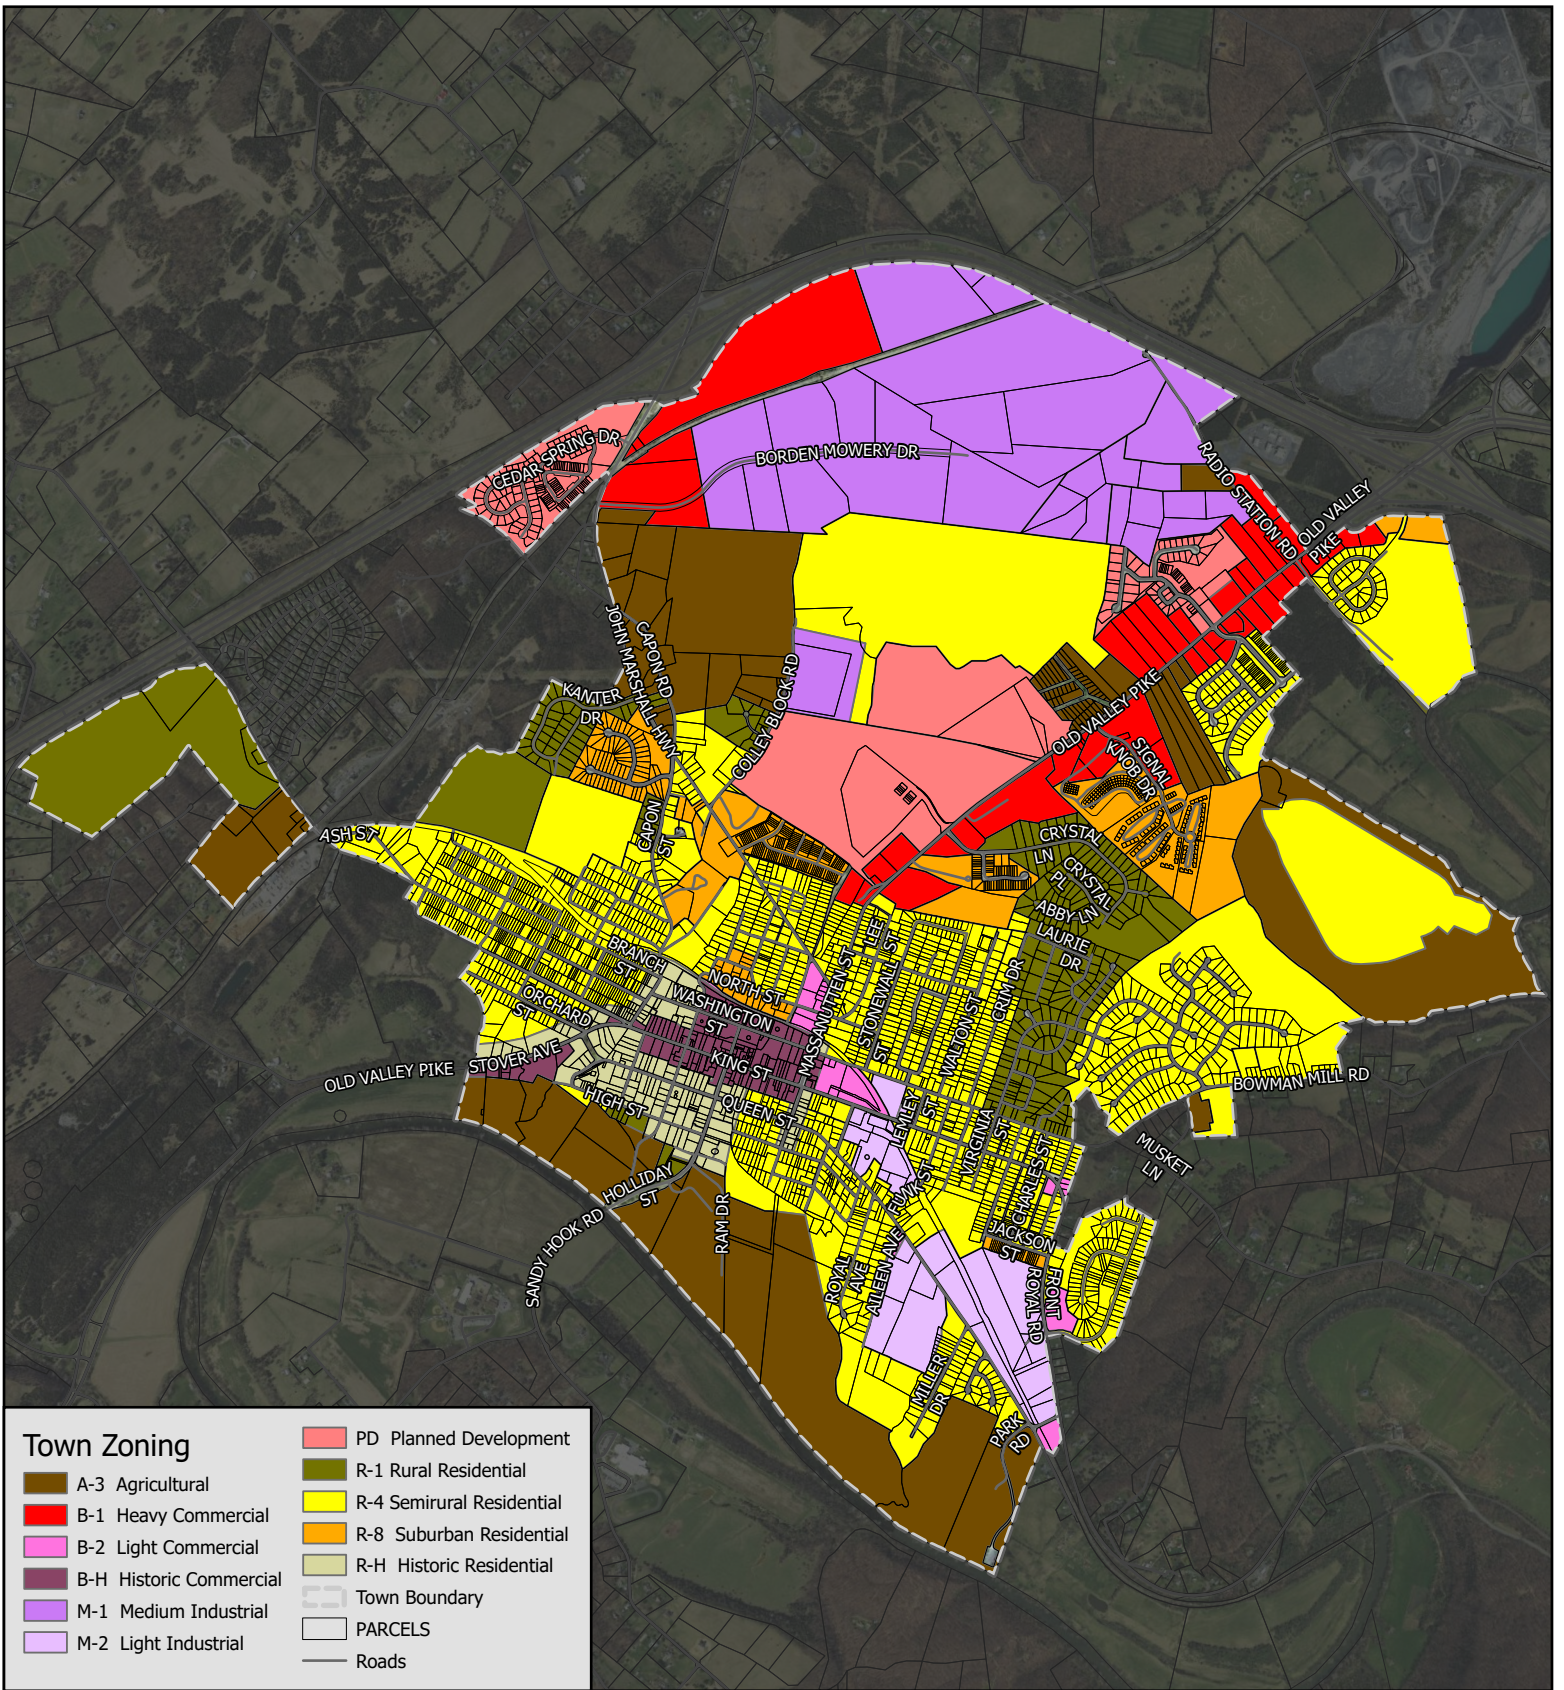 CEDAR SPRING DR
BORDEN MOWERY DR
RADIO STATION RD
OLD VALLEY
PIKE
JOHN MARSHALL HWY
CAPON RD
KANTER
DR
COLLEY BLOCK RD
OLD VALLEY PIKE
SIGNAL
KNOB DR
ASH ST
CAPON
ST
CRYSTAL
LN
CRYSTAL
PL
ABBY LN
LAURIE
DR
BRANCH
ST
NORTH ST
WASHINGTON
ST
ORCHARD
ST
MASSANUTTEN ST
LEE
ST
STONEWALL
ST
WALTON ST
CRIM DR
KING ST
OLD VALLEY PIKE
STOVER AVE
HIGH ST
QUEEN ST
LEMLEY
ST
VIRGINIA
ST
BOWMAN MILL RD
MUSKET
LN
CHARLES ST
FAWK ST
HOLLIDAY
ST
SANDY HOOK RD
RAM DR
ROYAL
AVE
AILEEN AVE
JACKSON
ST
FRONT
ROYAL RD
MILLER
DR
PARK
RD
Town Zoning
A-3 Agricultural
B-1 Heavy Commercial
B-2 Light Commercial
B-H Historic Commercial
M-1 Medium Industrial
M-2 Light Industrial
PD Planned Development
R-1 Rural Residential
R-4 Semirural Residential
R-8 Suburban Residential
R-H Historic Residential
Town Boundary
PARCELS
Roads